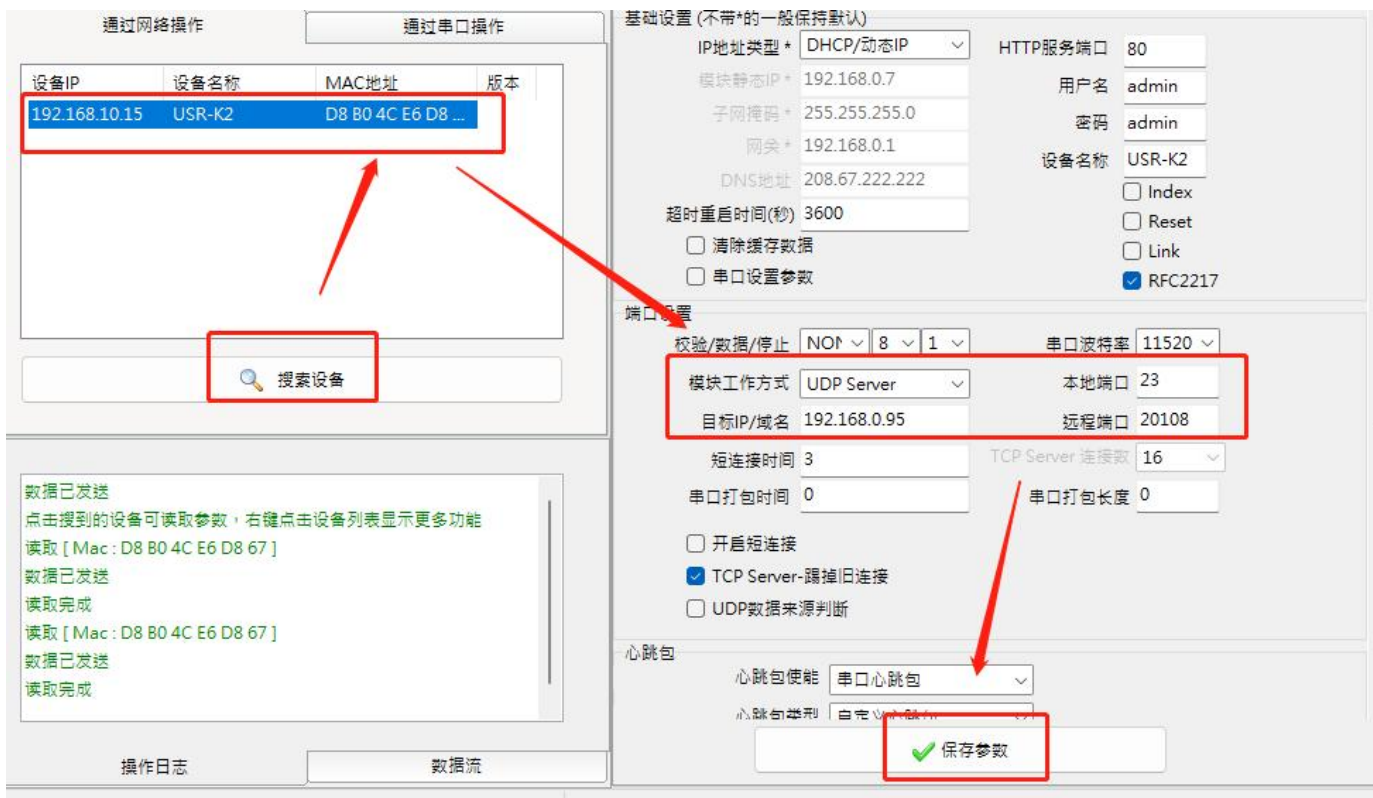 通过网络操作 通过串口操作
设备IP 设备名称 MAC地址 版本
192.168.10.15 USR-K2 D8 B0 4C E6 D8 ...
搜索设备
数据已发送
点击搜到的设备可读取参数，右键点击设备列表显示更多功能
读取 [ Mac : D8 B0 4C E6 D8 67 ]
数据已发送
读取完成
读取 [ Mac : D8 B0 4C E6 D8 67 ]
数据已发送
读取完成
操作日志 数据流
基础设置 (不带*的一般保持默认)
IP地址类型 * DHCP/动态IP HTTP服务端口 80
模块静态IP * 192.168.0.7 用户名 admin
子网掩码 * 255.255.255.0 密码 admin
网关 * 192.168.0.1 设备名称 USR-K2
DNS地址 208.67.222.222 Index
超时重启时间(秒) 3600 Reset
清除缓存数据 Link
串口设置参数 RFC2217
端口设置
校验/数据/停止 NON 8 1 串口波特率 11520
模块工作方式 UDP Server 本地端口 23
目标IP/域名 192.168.0.95 远程端口 20108
短连接时间 3 TCP Server 连接数 16
串口打包时间 0 串口打包长度 0
开启短连接
TCP Server-踢掉旧连接
UDP数据来源判断
心跳包
心跳包使能 串口心跳包
心跳包类型 自定义心跳包
保存参数